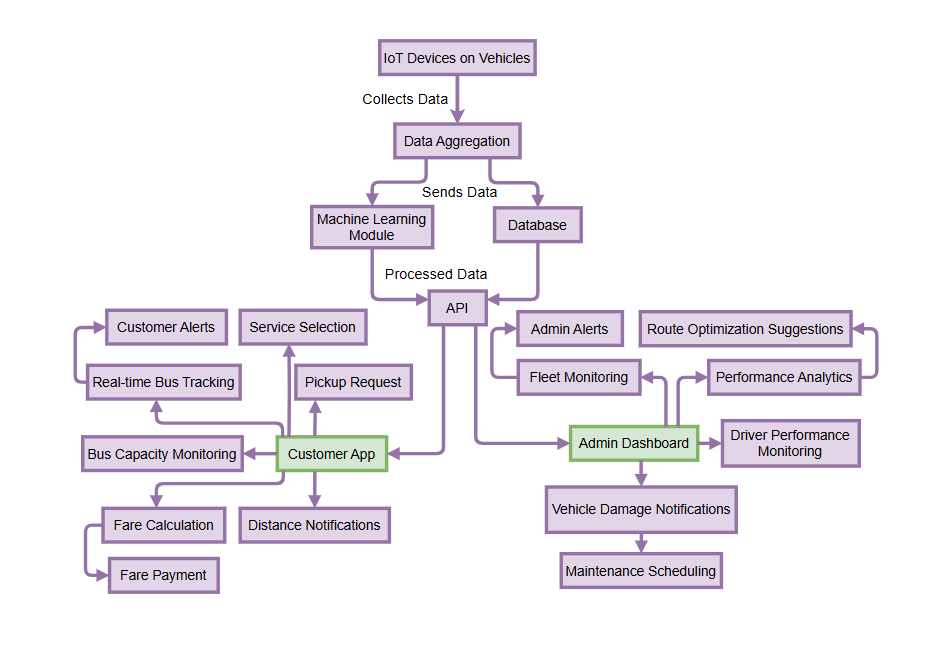 IoT Devices on Vehicles
Collects Data
Data Aggregation
Sends Data
Machine Learning
Module
Database
Processed Data
API
Customer Alerts
Service Selection
Admin Alerts
Route Optimization Suggestions
Real-time Bus Tracking
Pickup Request
Fleet Monitoring
Performance Analytics
Bus Capacity Monitoring
Customer App
Admin Dashboard
Driver Performance
Monitoring
Vehicle Damage Notifications
Fare Calculation
Distance Notifications
Fare Payment
Maintenance Scheduling